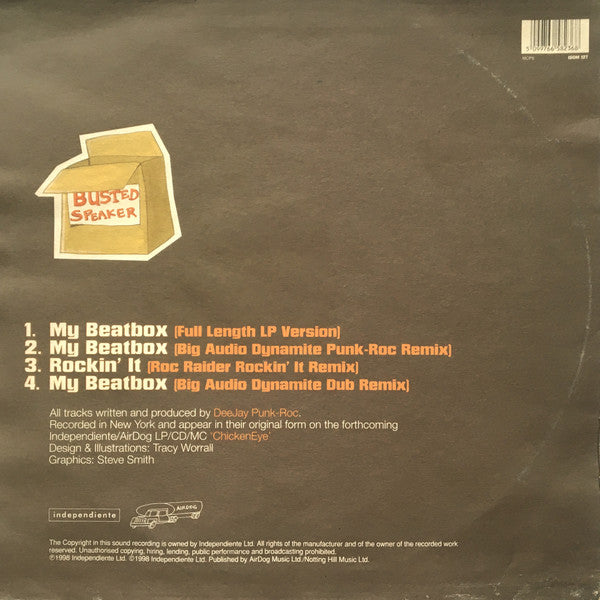 5 099766 582368
MCPS ISOM 12T
BUSTED
SPEAKER
1. My Beatbox (Full Length LP Version)
2. My Beatbox (Big Audio Dynamite Punk-Roc Remix)
3. Rockin' It (Roc Raider Rockin' It Remix)
4. My Beatbox (Big Audio Dynamite Dub Remix)
All tracks written and produced by DeeJay Punk-Roc.
Recorded in New York and appear in their original form on the forthcoming
Independiente/AirDog LP/CD/MC 'ChickenEye'
Design & Illustrations: Tracy Worrall
Graphics: Steve Smith
independiente
AIRDOG
The Copyright in this sound recording is owned by Independiente Ltd. All rights of the manufacturer and of the owner of the recorded work
reserved. Unauthorised copying, hiring, lending, public performance and broadcasting prohibited.
℗1998 Independiente Ltd. ©1998 Independiente Ltd. Published by AirDog Music Ltd./Notting Hill Music Ltd.